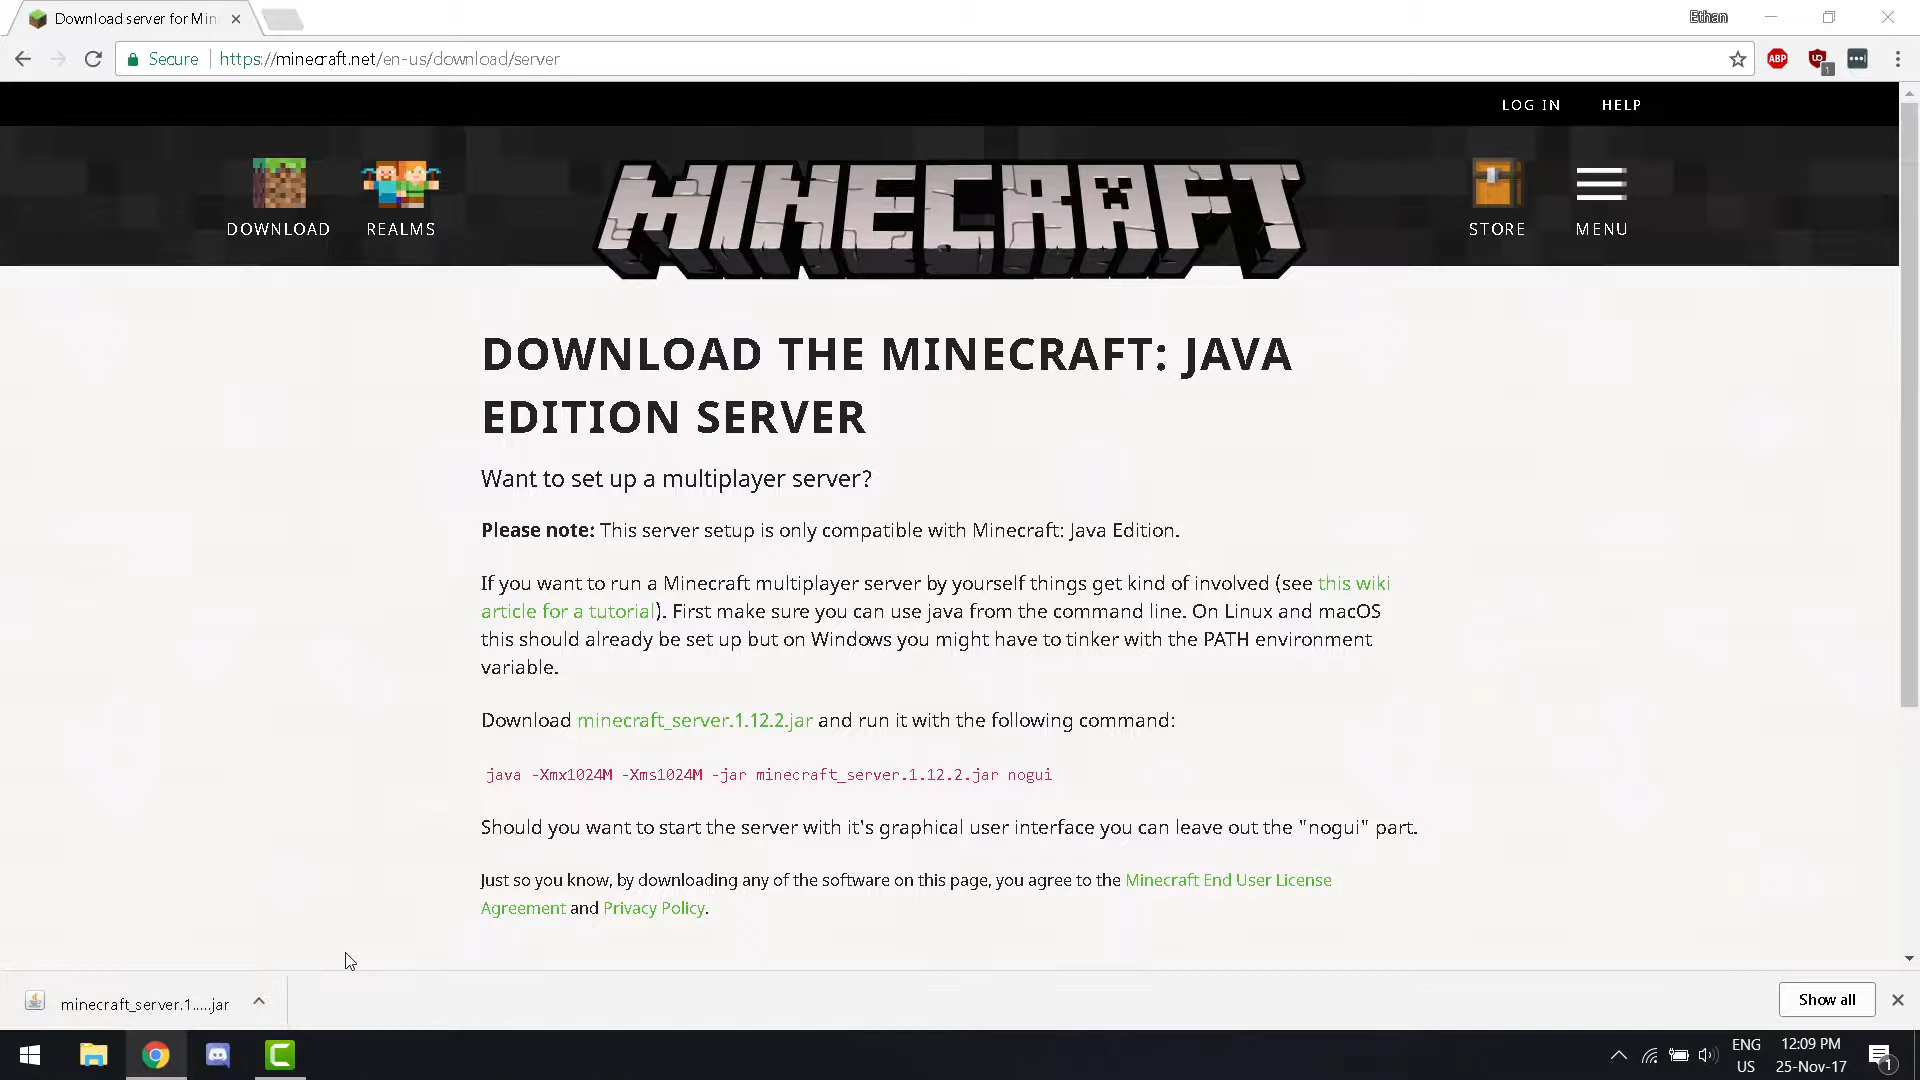 Download server for Min
Ethan
Secure
https://minecraft.net/en-us/download/server
ABP
1
LOG IN
HELP
DOWNLOAD
REALMS
MINECRAFT
STORE
MENU
DOWNLOAD THE MINECRAFT: JAVA
EDITION SERVER
Want to set up a multiplayer server?
Please note: This server setup is only compatible with Minecraft: Java Edition.
If you want to run a Minecraft multiplayer server by yourself things get kind of involved (see this wiki
article for a tutorial). First make sure you can use java from the command line. On Linux and macOS
this should already be set up but on Windows you might have to tinker with the PATH environment
variable.
Download minecraft_server.1.12.2.jar and run it with the following command:
java -Xmx1024M -Xms1024M -jar minecraft_server.1.12.2.jar nogui
Should you want to start the server with it's graphical user interface you can leave out the "nogui" part.
Just so you know, by downloading any of the software on this page, you agree to the Minecraft End User License
Agreement and Privacy Policy.
minecraft_server.1.....jar
Show all
ENG
US
12:09 PM
25-Nov-17
1